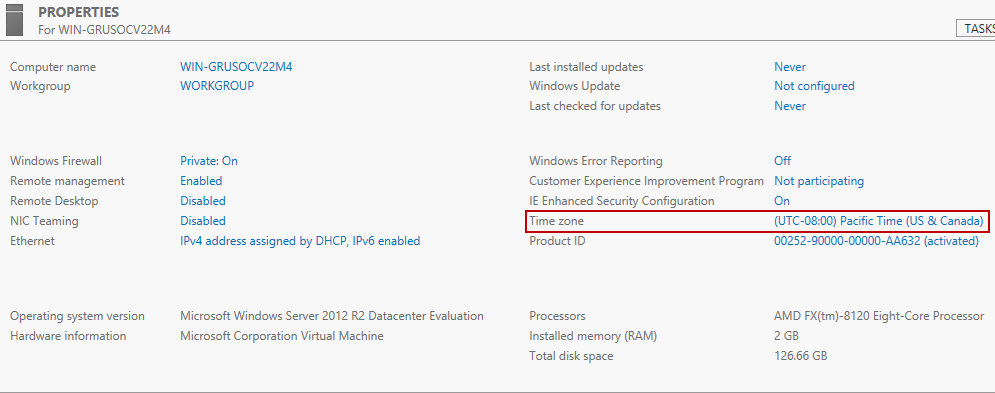 PROPERTIES
For WIN-GRUSOCV22M4
TASKS
Computer name WIN-GRUSOCV22M4
Workgroup WORKGROUP
Last installed updates Never
Windows Update Not configured
Last checked for updates Never
Windows Firewall Private: On
Remote management Enabled
Remote Desktop Disabled
NIC Teaming Disabled
Ethernet IPv4 address assigned by DHCP, IPv6 enabled
Windows Error Reporting Off
Customer Experience Improvement Program Not participating
IE Enhanced Security Configuration On
Time zone (UTC-08:00) Pacific Time (US & Canada)
Product ID 00252-90000-00000-AA632 (activated)
Operating system version Microsoft Windows Server 2012 R2 Datacenter Evaluation
Hardware information Microsoft Corporation Virtual Machine
Processors AMD FX(tm)-8120 Eight-Core Processor
Installed memory (RAM) 2 GB
Total disk space 126.66 GB